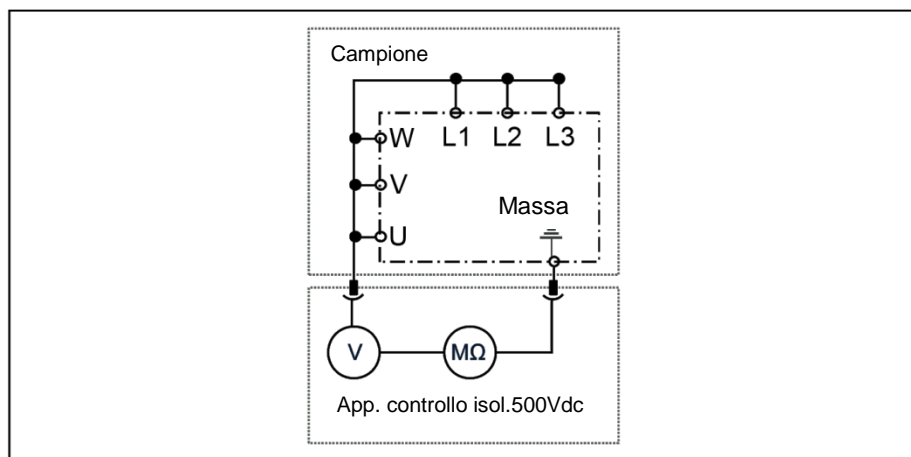 Campione
L1 L2 L3
W
V
Massa
U
V MΩ
App. controllo isol.500Vdc